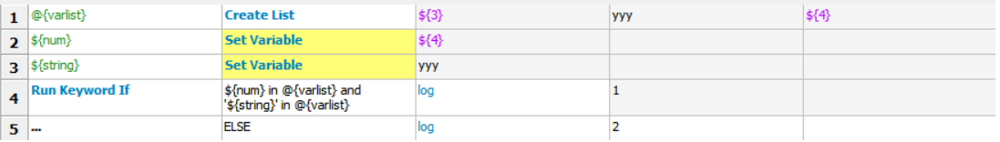 1 @{varlist} Create List ${3} yyy ${4}
2 ${num} Set Variable ${4}
3 ${string} Set Variable yyy
4 Run Keyword If ${num} in @{varlist} and log 1
'${string}' in @{varlist}
5 ... ELSE log 2